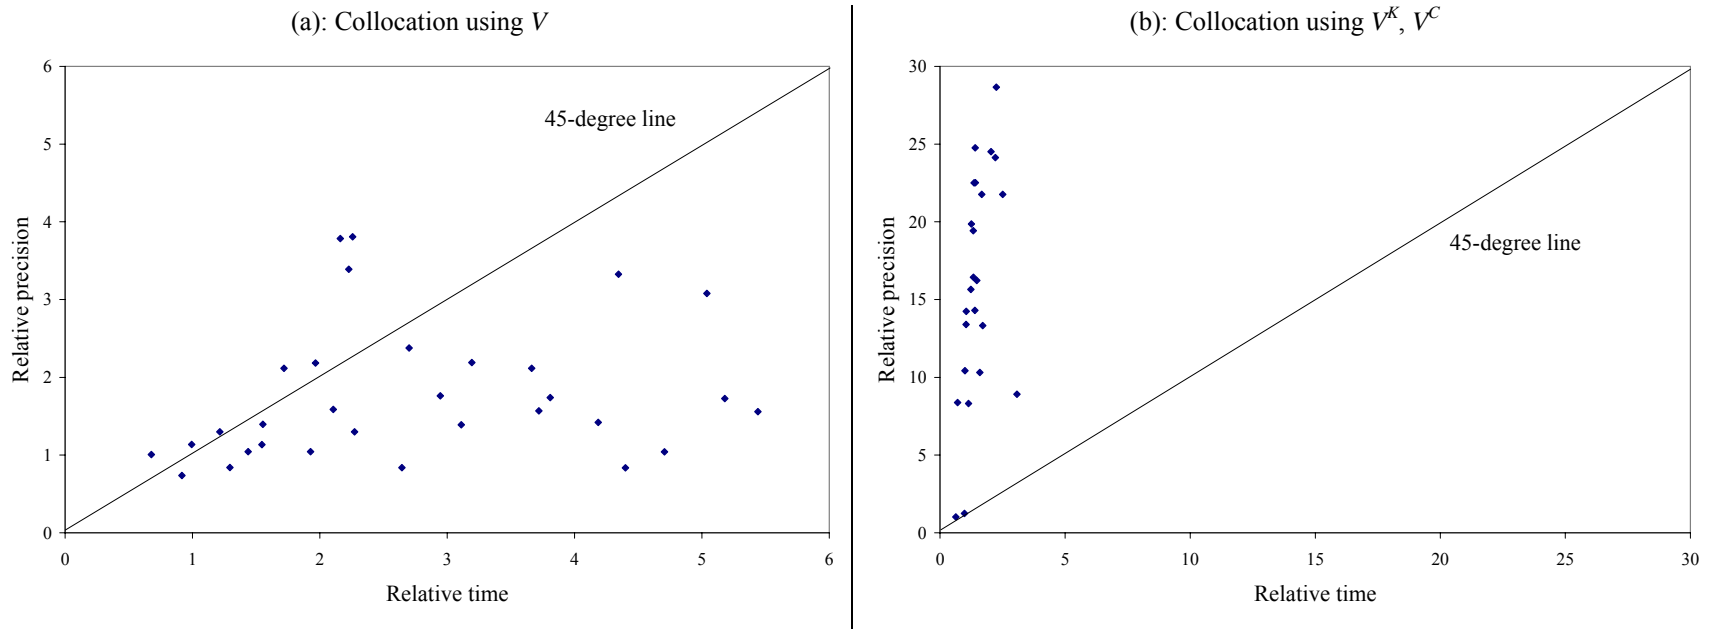 (a): Collocation using V
6
5
4
3
2
1
0
0 1 2 3 4 5 6
Relative precision
Relative time
45-degree line
(b): Collocation using V^K, V^C
30
25
20
15
10
5
0
0 5 10 15 20 25 30
Relative precision
Relative time
45-degree line